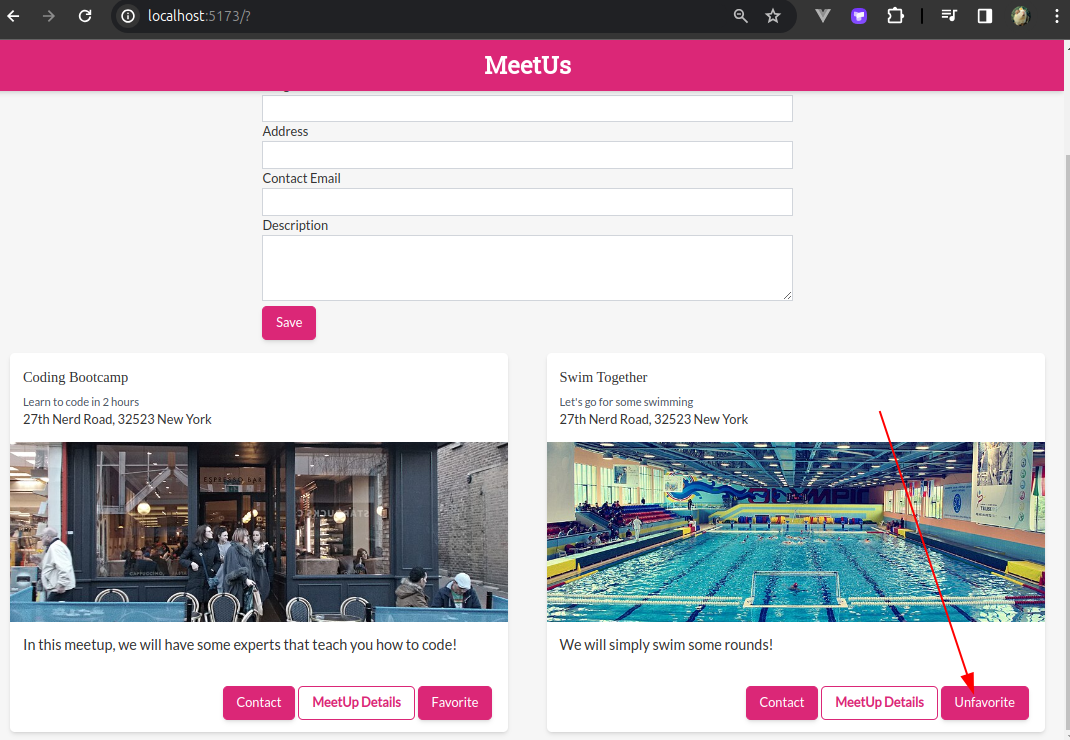 localhost:5173/?
MeetUs
Address
Contact Email
Description
Save
Coding Bootcamp
Learn to code in 2 hours
27th Nerd Road, 32523 New York
ESPRESSO BAR
In this meetup, we will have some experts that teach you how to code!
Contact
MeetUp Details
Favorite
Swim Together
Let's go for some swimming
27th Nerd Road, 32523 New York
OLYMPIC
We will simply swim some rounds!
Contact
MeetUp Details
Unfavorite